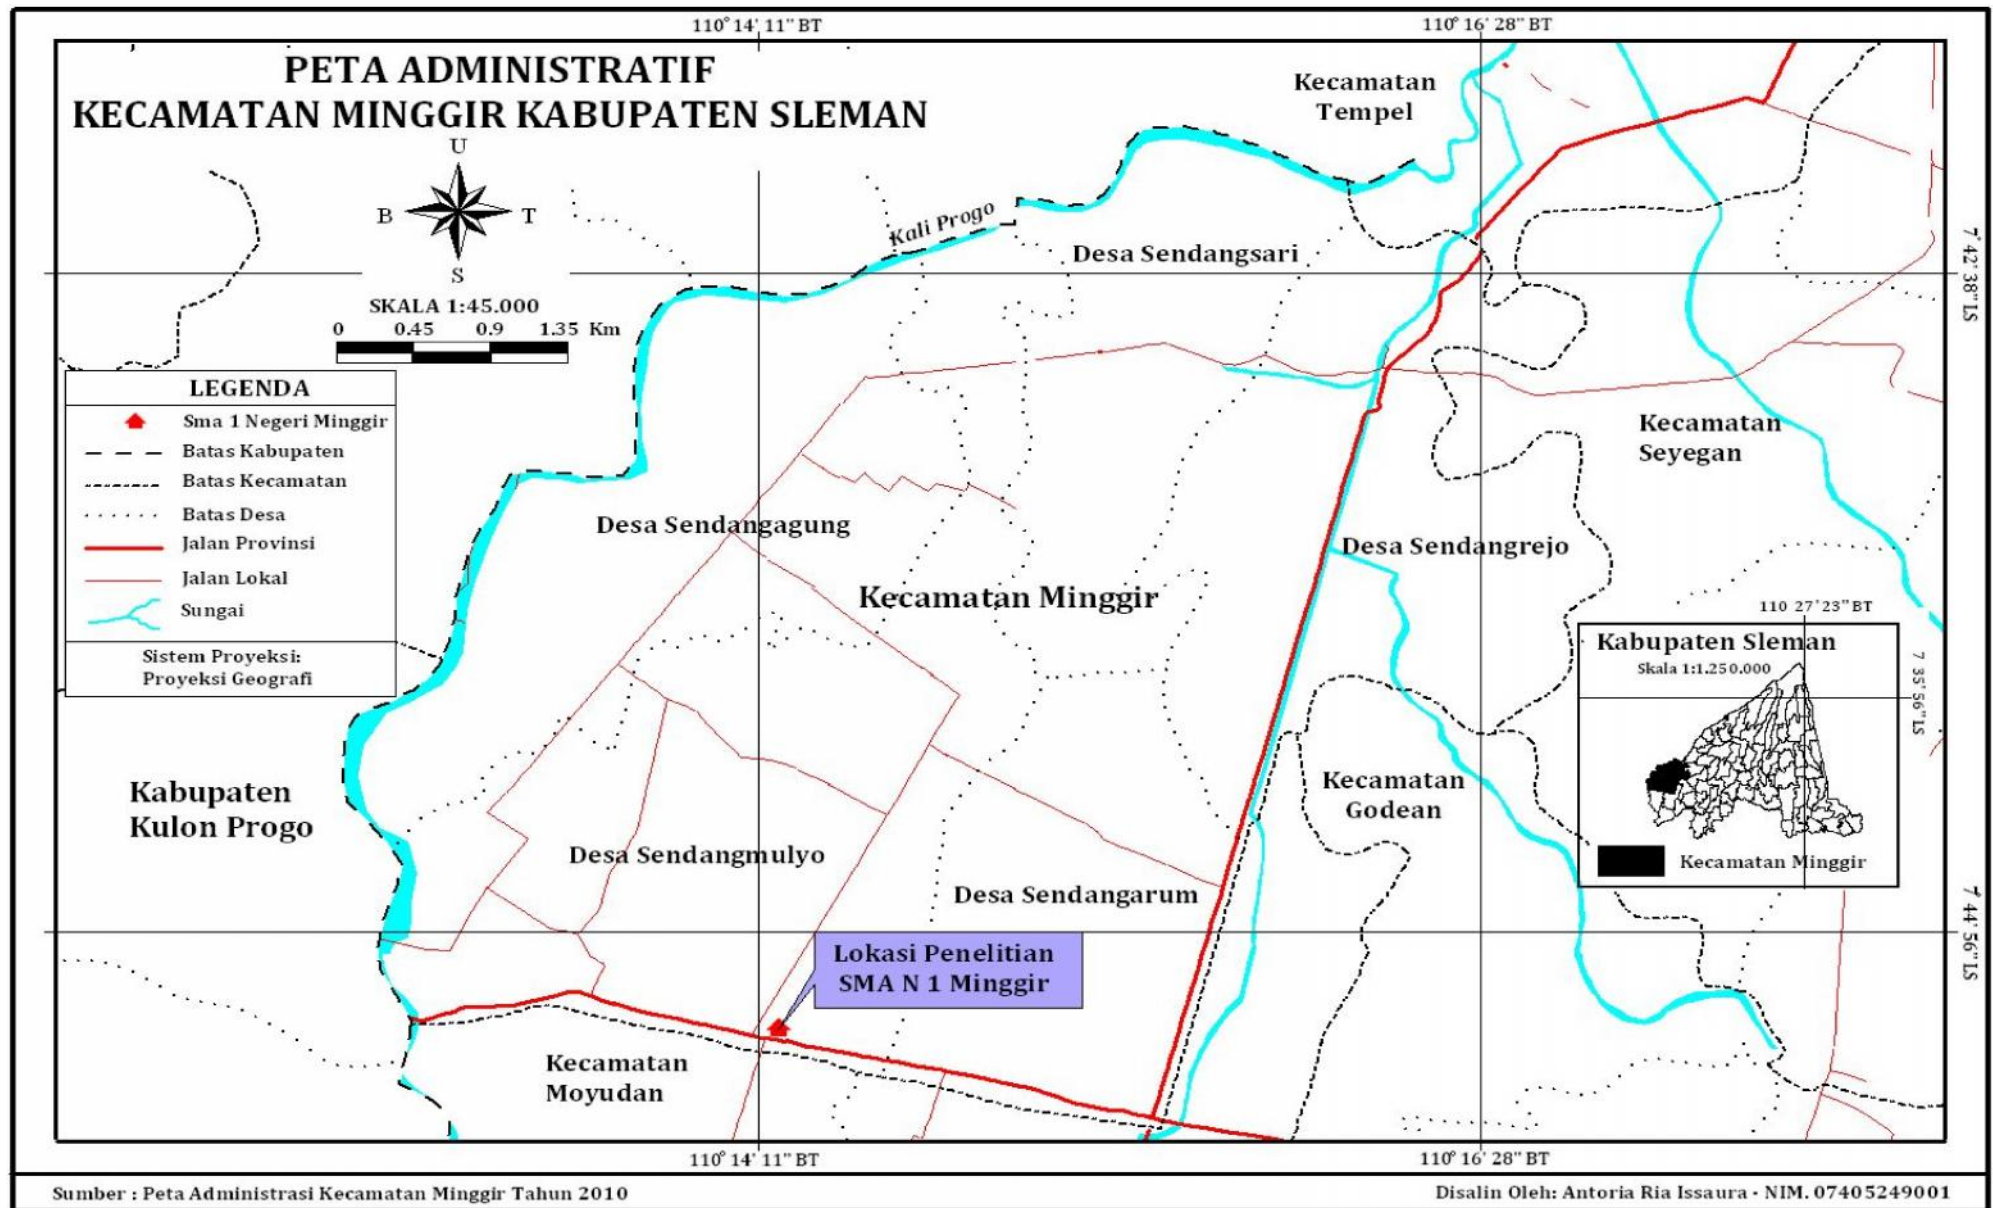 110° 14' 11" BT
110° 16' 28" BT
PETA ADMINISTRATIF
KECAMATAN MINGGIR KABUPATEN SLEMAN
U
B
T
S
SKALA 1:45.000
0 0.45 0.9 1.35 Km
LEGENDA
Sma 1 Negeri Minggir
Batas Kabupaten
Batas Kecamatan
Batas Desa
Jalan Provinsi
Jalan Lokal
Sungai
Sistem Proyeksi:
Proyeksi Geografi
Kecamatan
Tempel
Kali Progo
Desa Sendangsari
7° 42' 38" LS
Kecamatan
Seyegan
Desa Sendangagung
Desa Sendangrejo
Kecamatan Minggir
110 27'23" BT
Kabupaten Sleman
Skala 1:1.250.000
7 35'56" LS
Kecamatan Minggir
Kabupaten
Kulon Progo
Kecamatan
Godean
Desa Sendangmulyo
Desa Sendangarum
7° 44' 56" LS
Lokasi Penelitian
SMA N 1 Minggir
Kecamatan
Moyudan
110° 14' 11" BT
110° 16' 28" BT
Sumber : Peta Administrasi Kecamatan Minggir Tahun 2010
Disalin Oleh: Antoria Ria Issaura - NIM. 07405249001